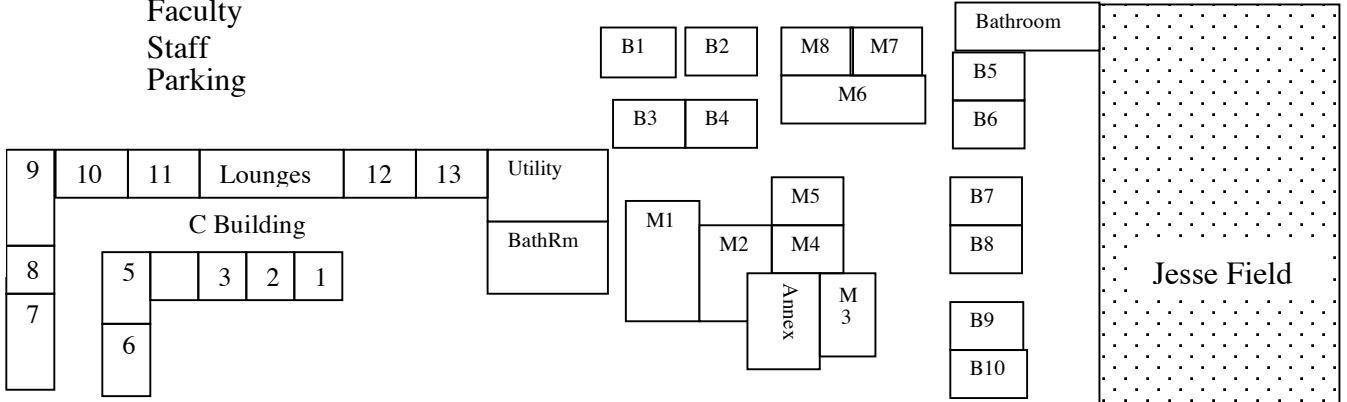 Faculty
Staff
Parking
Bathroom
B1
B2
M8
M7
B5
M6
B3
B4
B6
9
10
11
Lounges
12
13
Utility
M5
B7
M1
C Building
BathRm
M2
M4
B8
8
5
3
2
1
Annex
M
3
Jesse Field
7
B9
6
B10